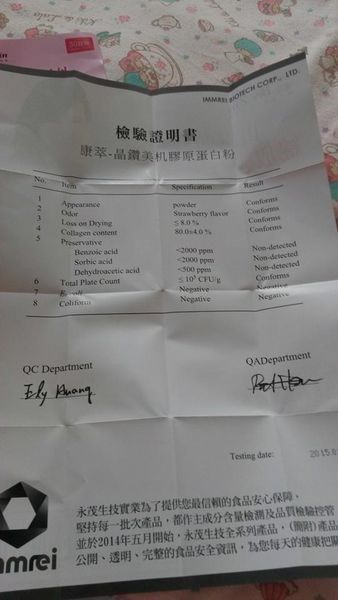 IMMREI BIOTECH CORP., LTD.
檢驗證明書
康萃-晶鑽美肌膠原蛋白粉
No. Item Specification Result
1 Appearance powder Conforms
2 Odor Strawberry flavor Conforms
3 Loss on Drying ≤ 8.0 % Conforms
4 Collagen content 80.0±4.0 % Conforms
5 Preservative
Benzoic acid <2000 ppm Non-detected
Sorbic acid <2000 ppm Non-detected
Dehydroacetic acid <500 ppm Non-detected
6 Total Plate Count ≤ 10³ CFU/g Conforms
7 E. coli Negative Negative
8 Coliform Negative Negative
QC Department QADepartment
Testing date: 2015.0
永茂生技實業為了提供您最信賴的食品安心保障，
堅持每一批次產品，都作主成分含量檢測及品質檢驗控管
並於2014年五月開始，永茂生技全系列產品，(簡附)產品
公開、透明、完整的食品安全資訊，為您每天的健康把關
mrei